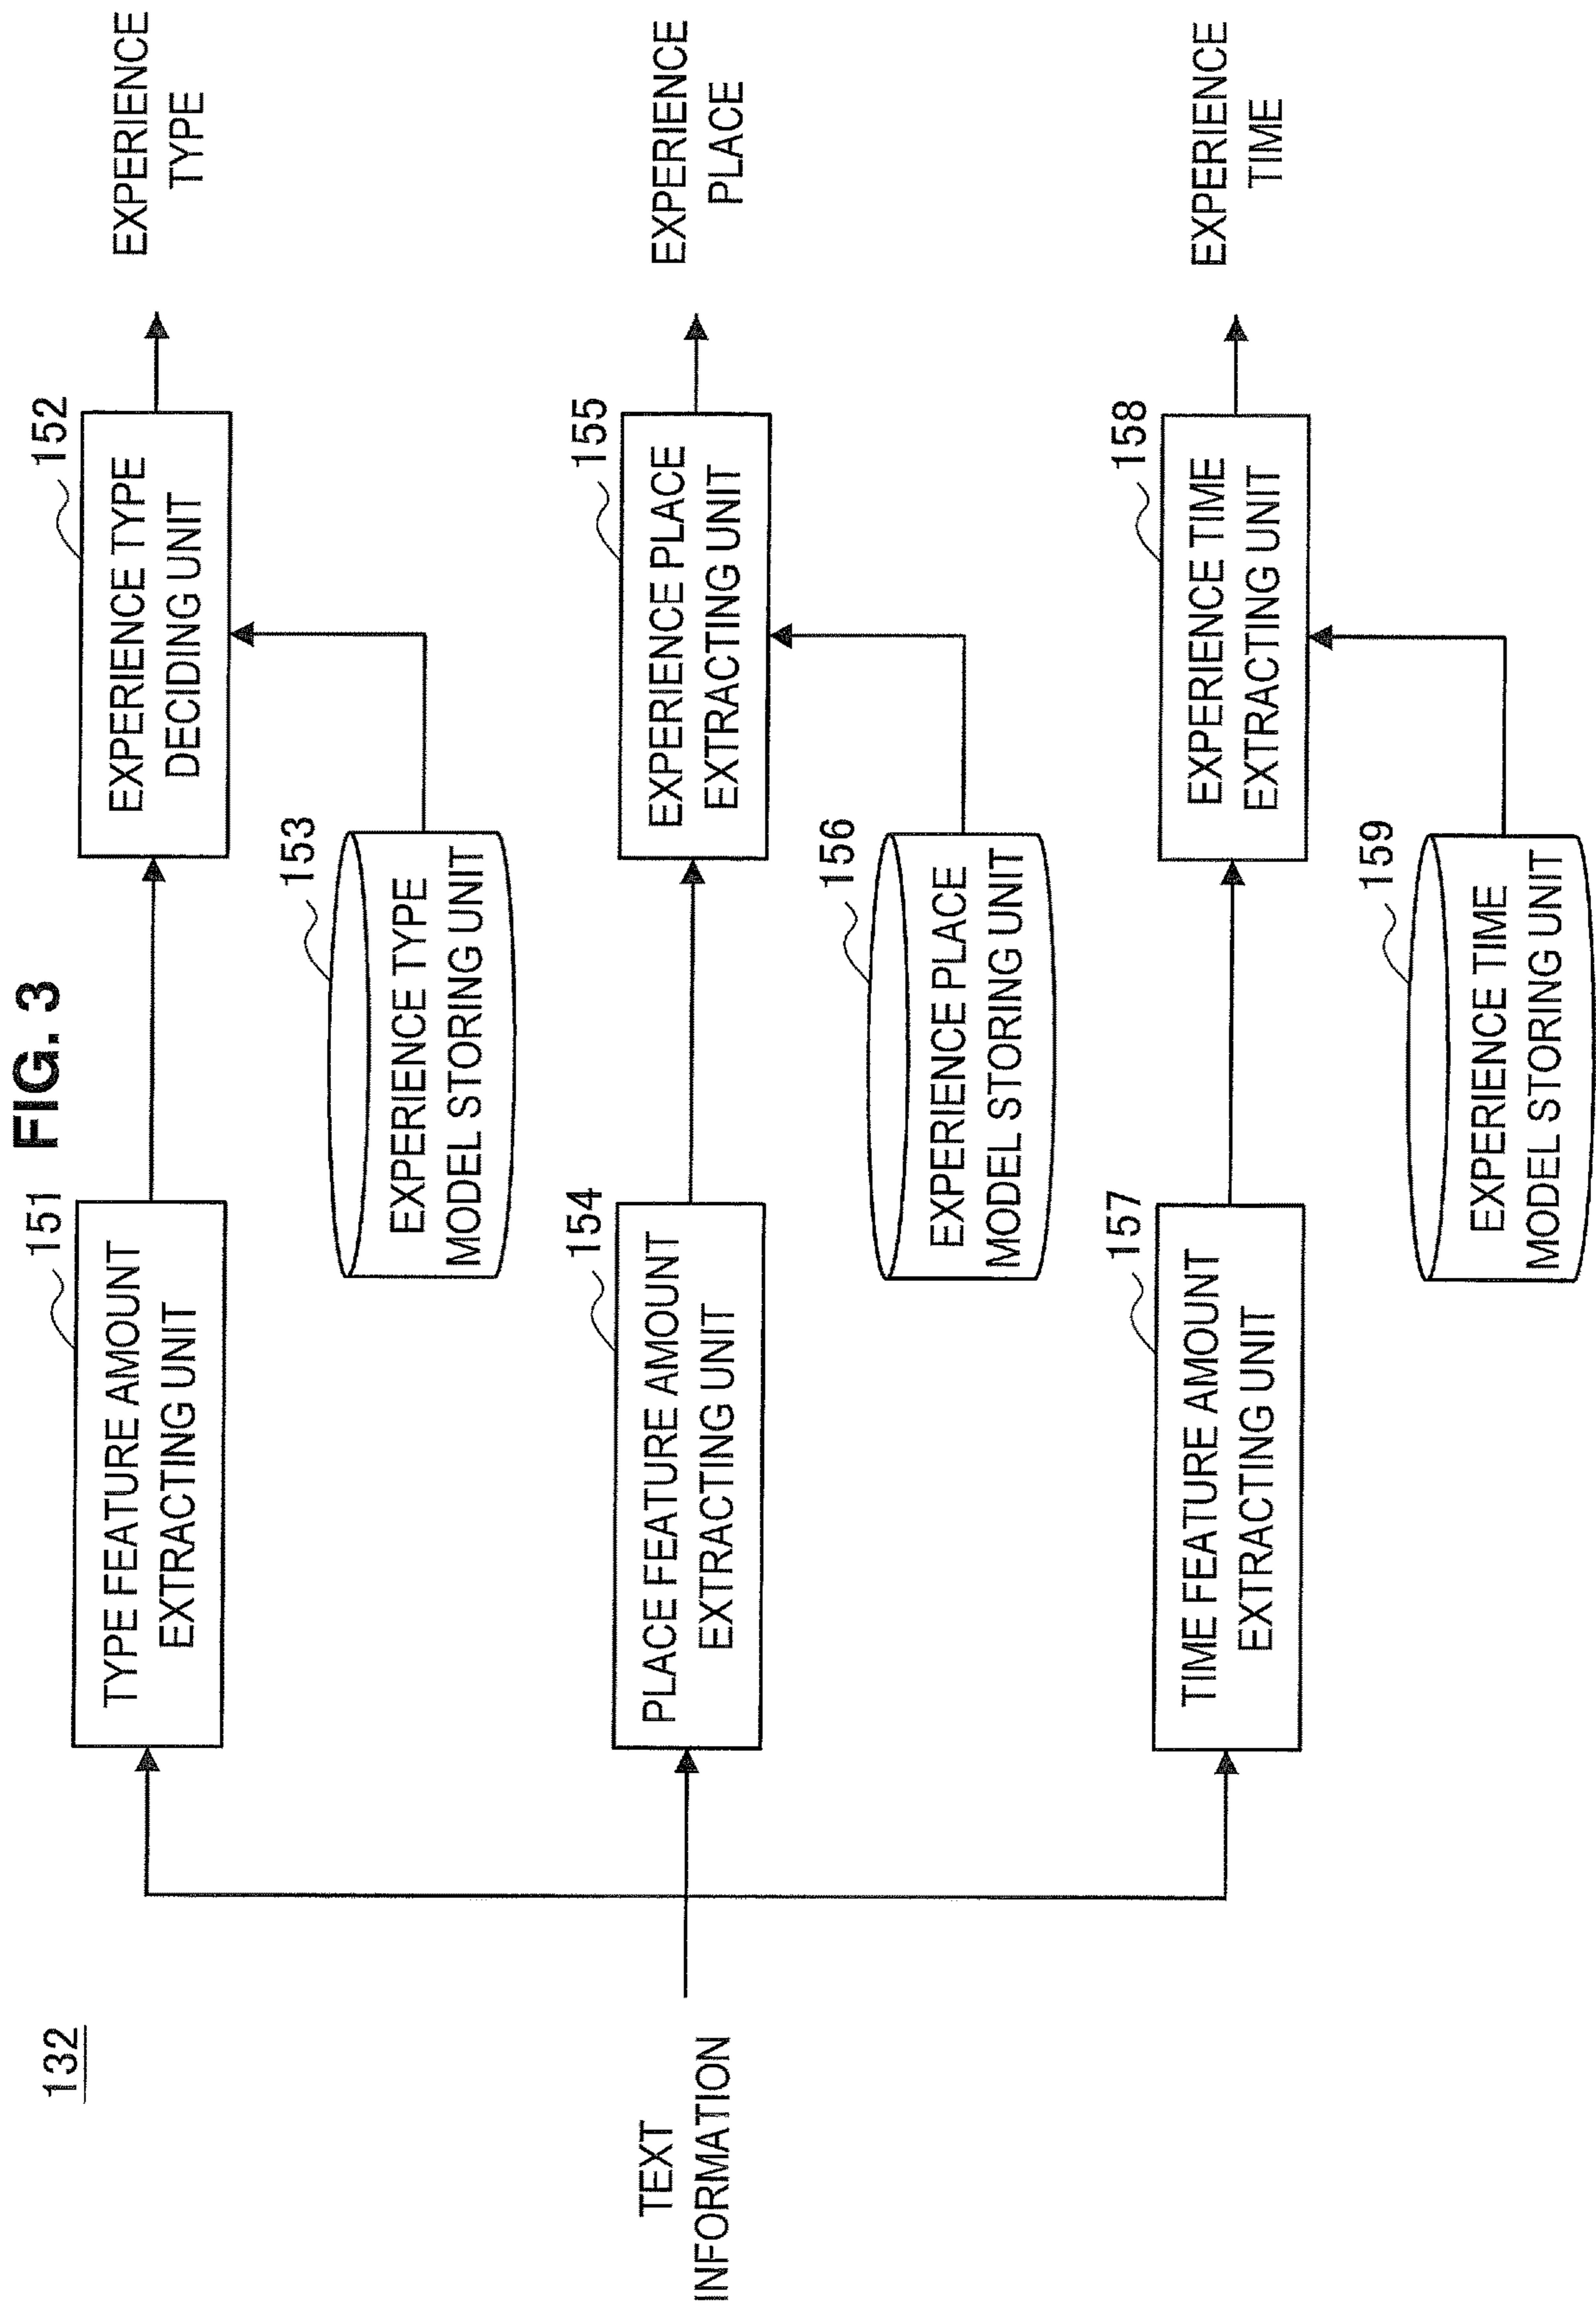 FIG. 3
132
TEXT
INFORMATION
151
TYPE FEATURE AMOUNT
EXTRACTING UNIT
152
EXPERIENCE TYPE
DECIDING UNIT
EXPERIENCE
TYPE
153
EXPERIENCE TYPE
MODEL STORING UNIT
154
PLACE FEATURE AMOUNT
EXTRACTING UNIT
155
EXPERIENCE PLACE
EXTRACTING UNIT
EXPERIENCE
PLACE
156
EXPERIENCE PLACE
MODEL STORING UNIT
157
TIME FEATURE AMOUNT
EXTRACTING UNIT
158
EXPERIENCE TIME
EXTRACTING UNIT
EXPERIENCE
TIME
159
EXPERIENCE TIME
MODEL STORING UNIT